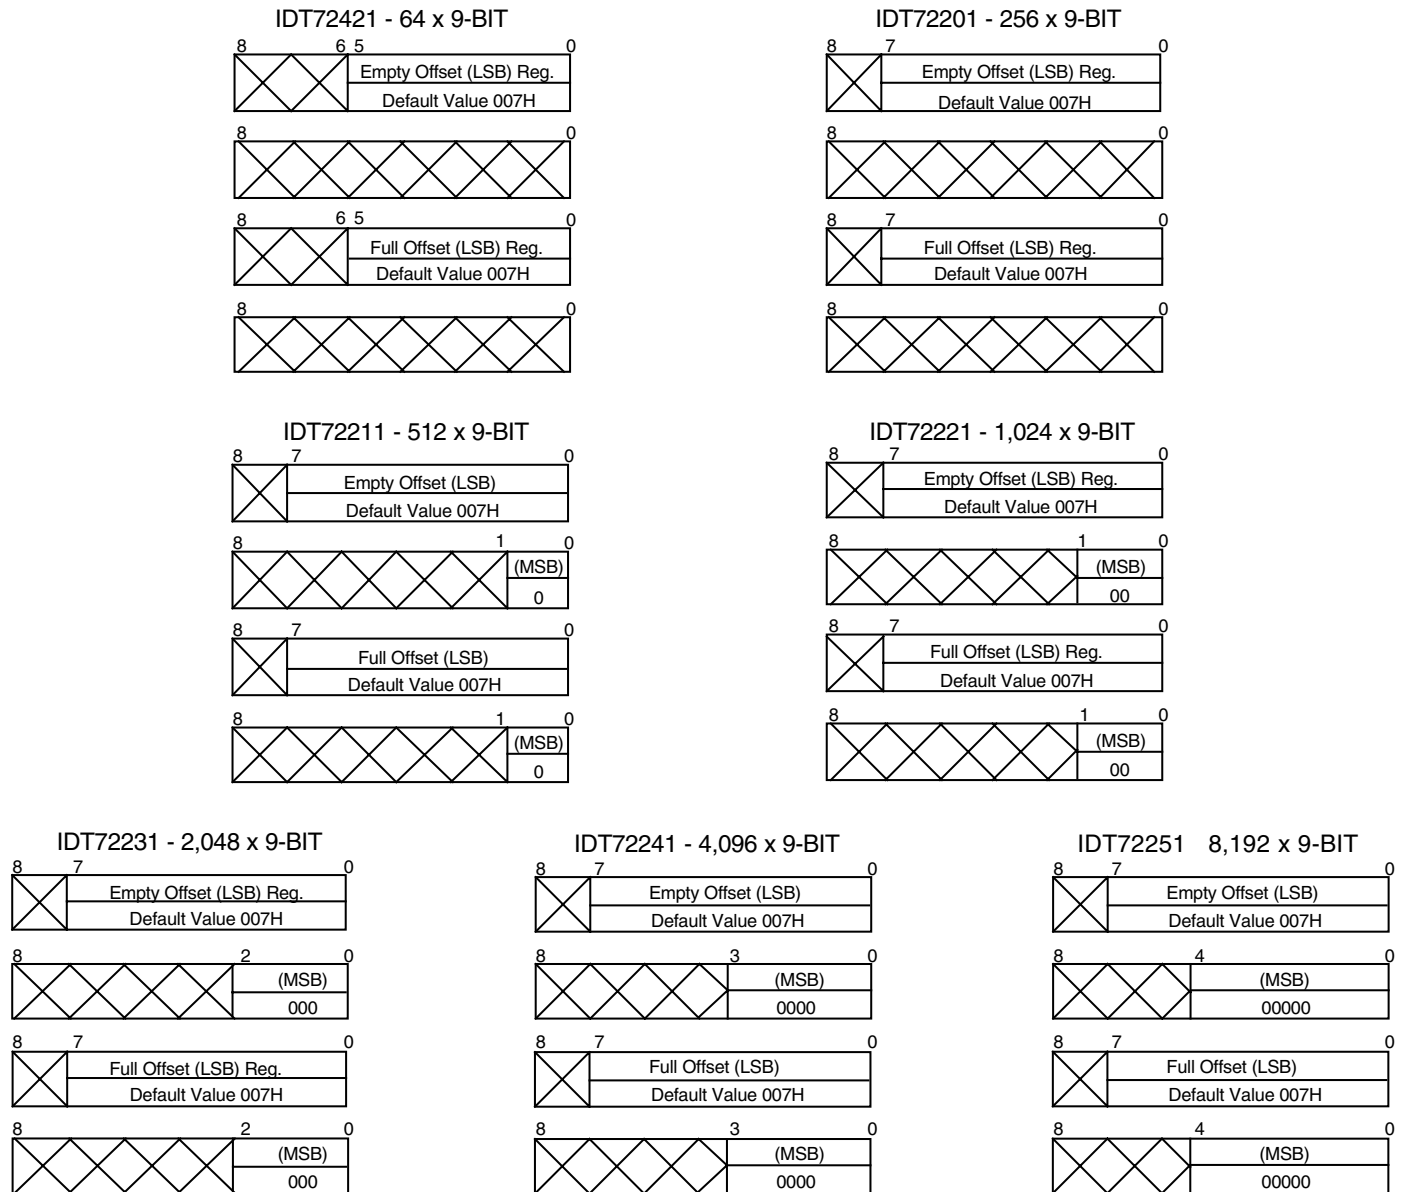 IDT72421 - 64 x 9-BIT
8 6 5 0
Empty Offset (LSB) Reg.
Default Value 007H
8 0
8 6 5 0
Full Offset (LSB) Reg.
Default Value 007H
8 0
IDT72201 - 256 x 9-BIT
8 7 0
Empty Offset (LSB) Reg.
Default Value 007H
8 0
8 7 0
Full Offset (LSB) Reg.
Default Value 007H
8 0
IDT72211 - 512 x 9-BIT
8 7 0
Empty Offset (LSB)
Default Value 007H
8 1 0
(MSB)
0
8 7 0
Full Offset (LSB)
Default Value 007H
8 1 0
(MSB)
0
IDT72221 - 1,024 x 9-BIT
8 7 0
Empty Offset (LSB) Reg.
Default Value 007H
8 1 0
(MSB)
00
8 7 0
Full Offset (LSB) Reg.
Default Value 007H
8 1 0
(MSB)
00
IDT72231 - 2,048 x 9-BIT
8 7 0
Empty Offset (LSB) Reg.
Default Value 007H
8 2 0
(MSB)
000
8 7 0
Full Offset (LSB) Reg.
Default Value 007H
8 2 0
(MSB)
000
IDT72241 - 4,096 x 9-BIT
8 7 0
Empty Offset (LSB)
Default Value 007H
8 3 0
(MSB)
0000
8 7 0
Full Offset (LSB)
Default Value 007H
8 3 0
(MSB)
0000
IDT72251 8,192 x 9-BIT
8 7 0
Empty Offset (LSB)
Default Value 007H
8 4 0
(MSB)
00000
8 7 0
Full Offset (LSB)
Default Value 007H
8 4 0
(MSB)
00000